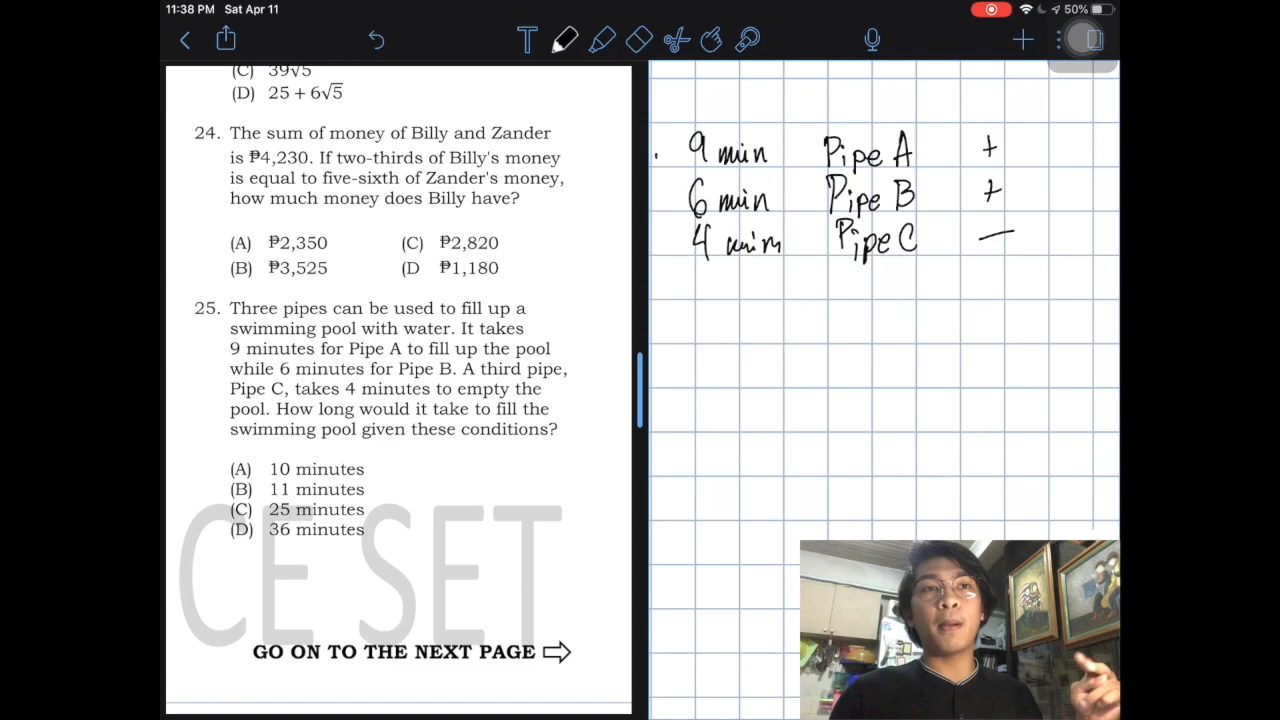 11:38 PM Sat Apr 11
50%
(C) 39√5
(D) 25 + 6√5
24. The sum of money of Billy and Zander
is ₱4,230. If two-thirds of Billy's money
is equal to five-sixth of Zander's money,
how much money does Billy have?
(A) ₱2,350 (C) ₱2,820
(B) ₱3,525 (D ₱1,180
25. Three pipes can be used to fill up a
swimming pool with water. It takes
9 minutes for Pipe A to fill up the pool
while 6 minutes for Pipe B. A third pipe,
Pipe C, takes 4 minutes to empty the
pool. How long would it take to fill the
swimming pool given these conditions?
(A) 10 minutes
(B) 11 minutes
(C) 25 minutes
(D) 36 minutes
CE SET
GO ON TO THE NEXT PAGE
9 min Pipe A +
6 min Pipe B +
4 min Pipe C −